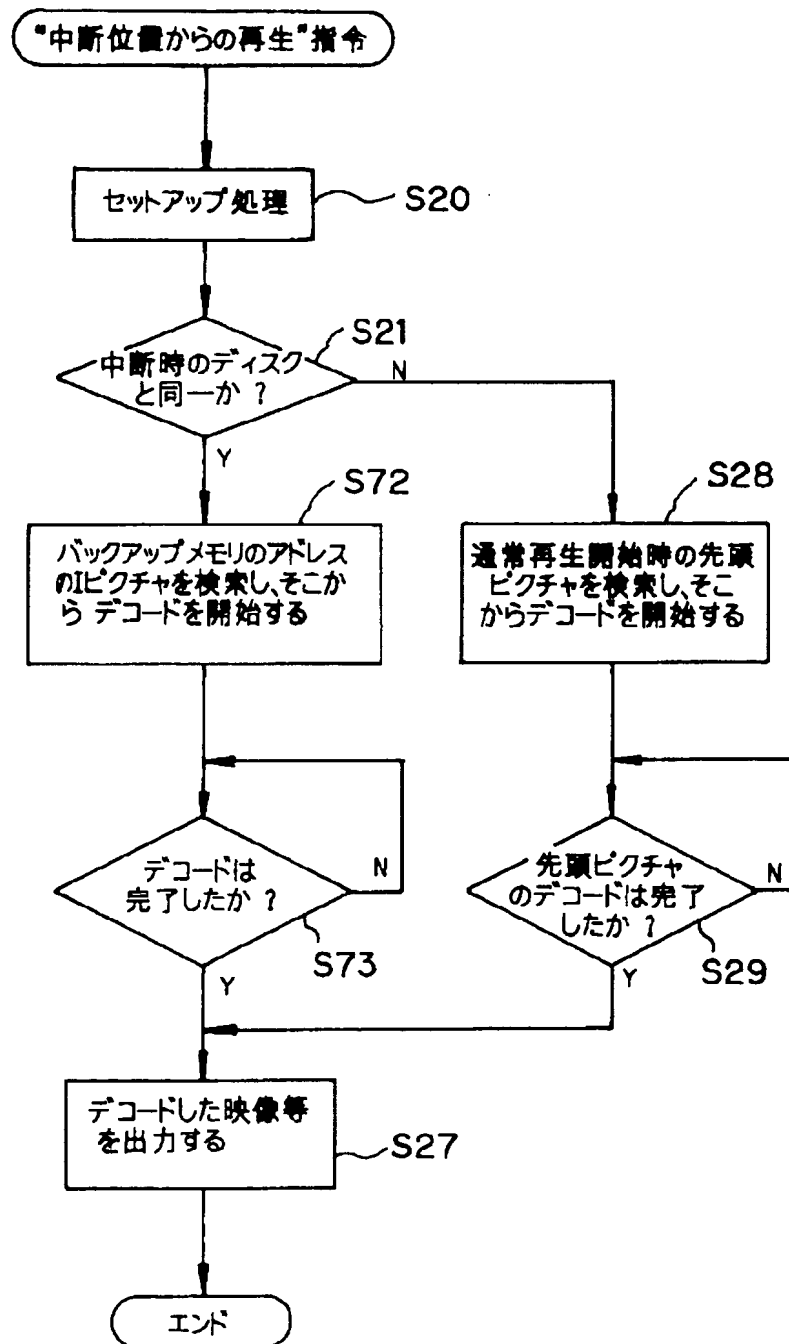 "中断位置からの再生"指令
セットアップ処理
S20
S21
中断時のディスク
と同一か ?
N
Y
S72
バックアップメモリのアドレス
のIピクチャを検索し、そこか
ら デコードを開始する
S28
通常再生開始時の先頭
ピクチャを検索し、そこ
からデコードを開始する
デコードは
完了したか ?
N
S73
Y
先頭ピクチャ
のデコードは完了
したか ?
N
S29
Y
デコードした映像等
を出力する
S27
エンド